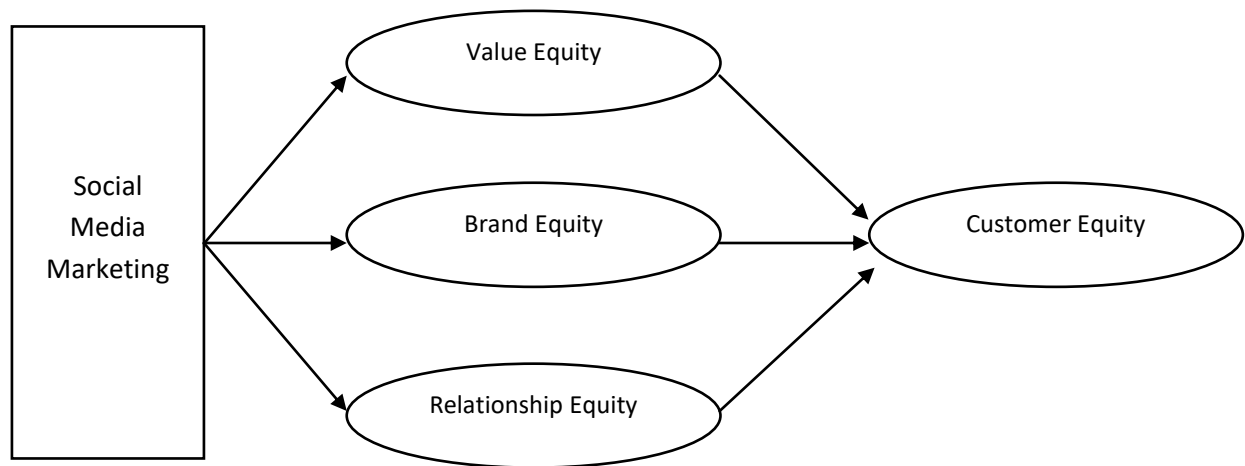 Social
Media
Marketing
Value Equity
Brand Equity
Relationship Equity
Customer Equity